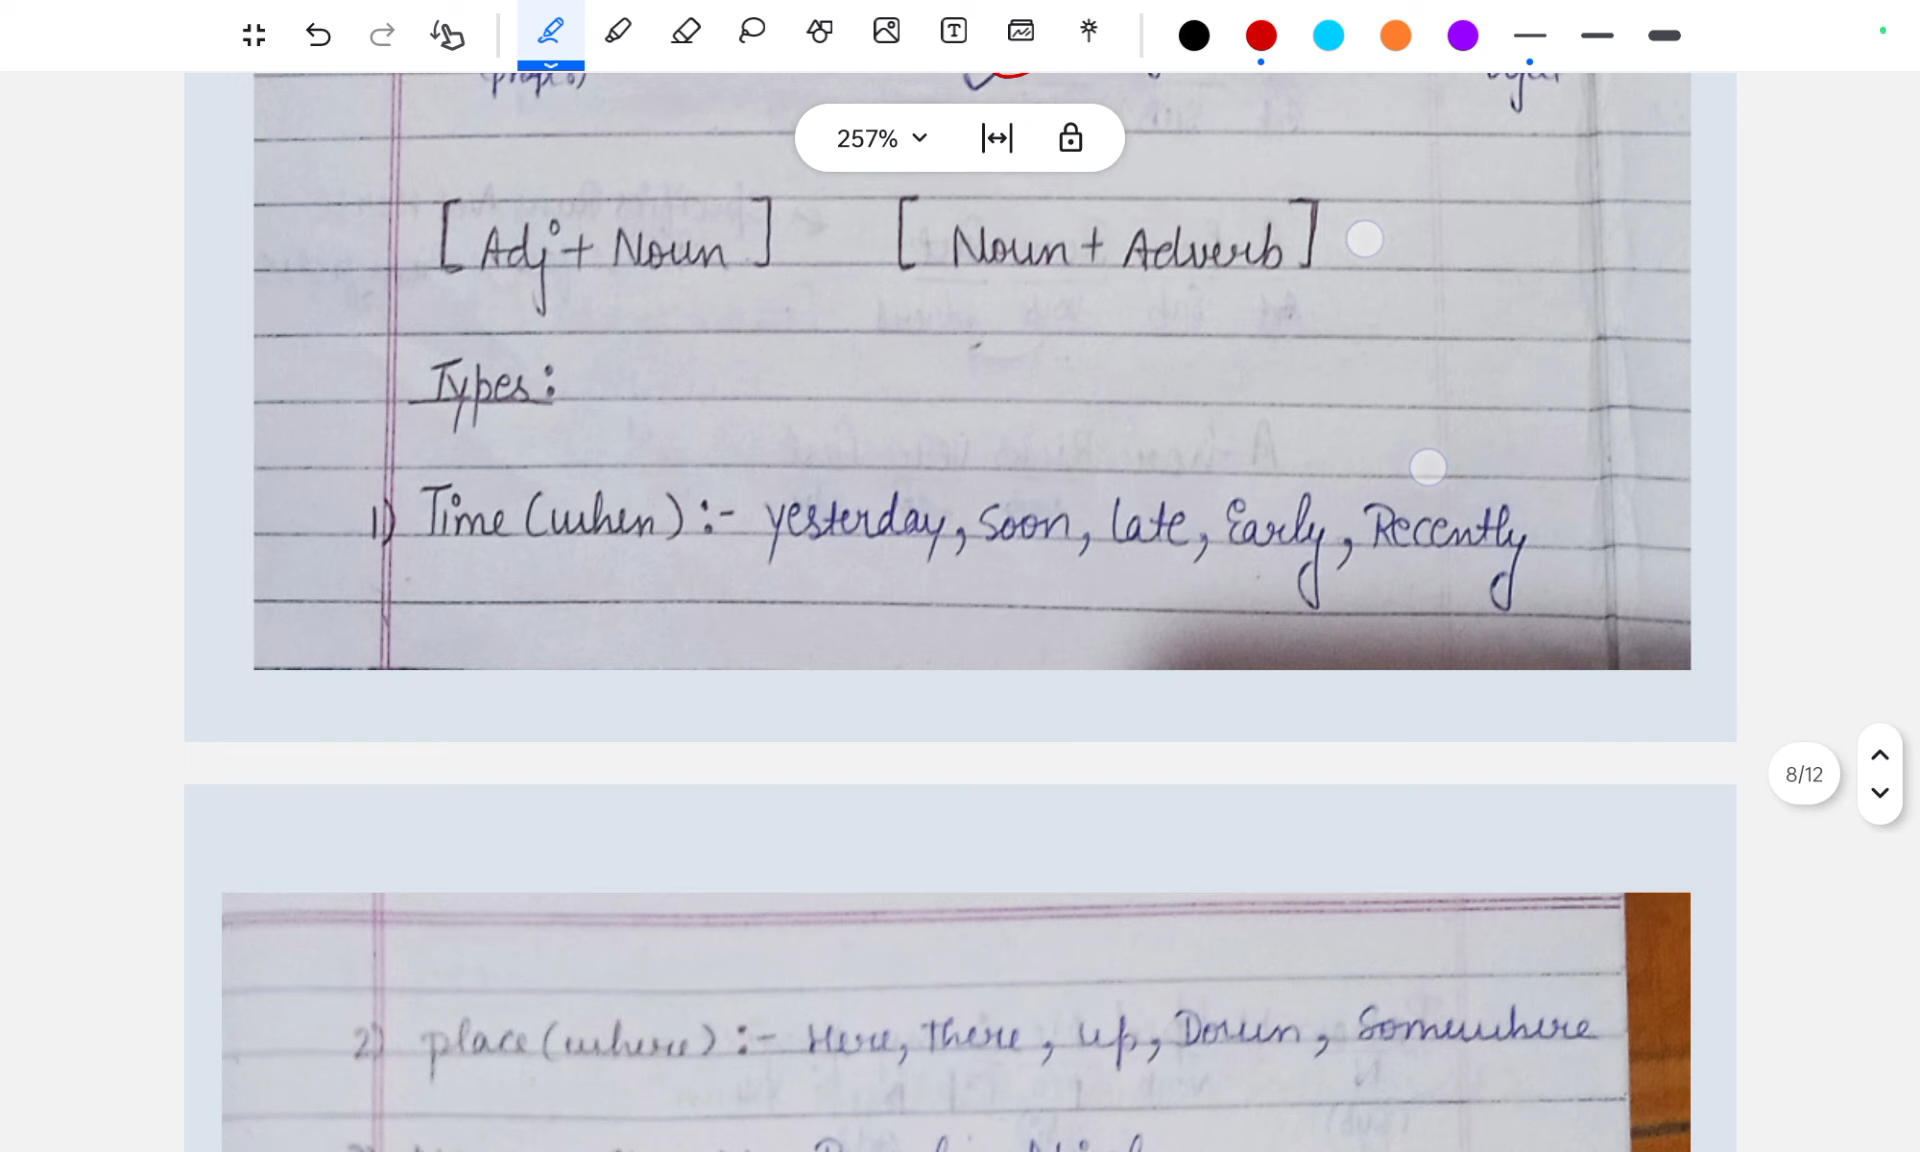 257%
[Adj + Noun] [Noun + Adverb]
Types:
1) Time (when) :- yesterday, Soon, late, Early, Recently
8/12
2) place (where) :- Here, there, up, Down, Somewhere